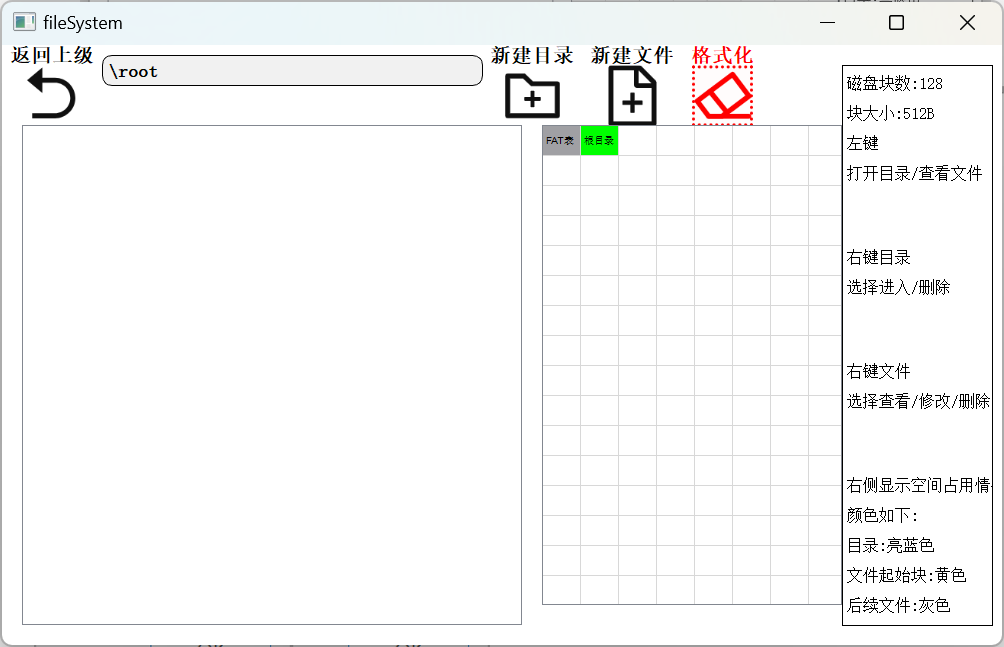 fileSystem
返回上级
\root
新建目录
新建文件
格式化
FAT表
根目录
磁盘块数:128
块大小:512B
左键
打开目录/查看文件
右键目录
选择进入/删除
右键文件
选择查看/修改/删除
右侧显示空间占用情
颜色如下:
目录:亮蓝色
文件起始块:黄色
后续文件:灰色